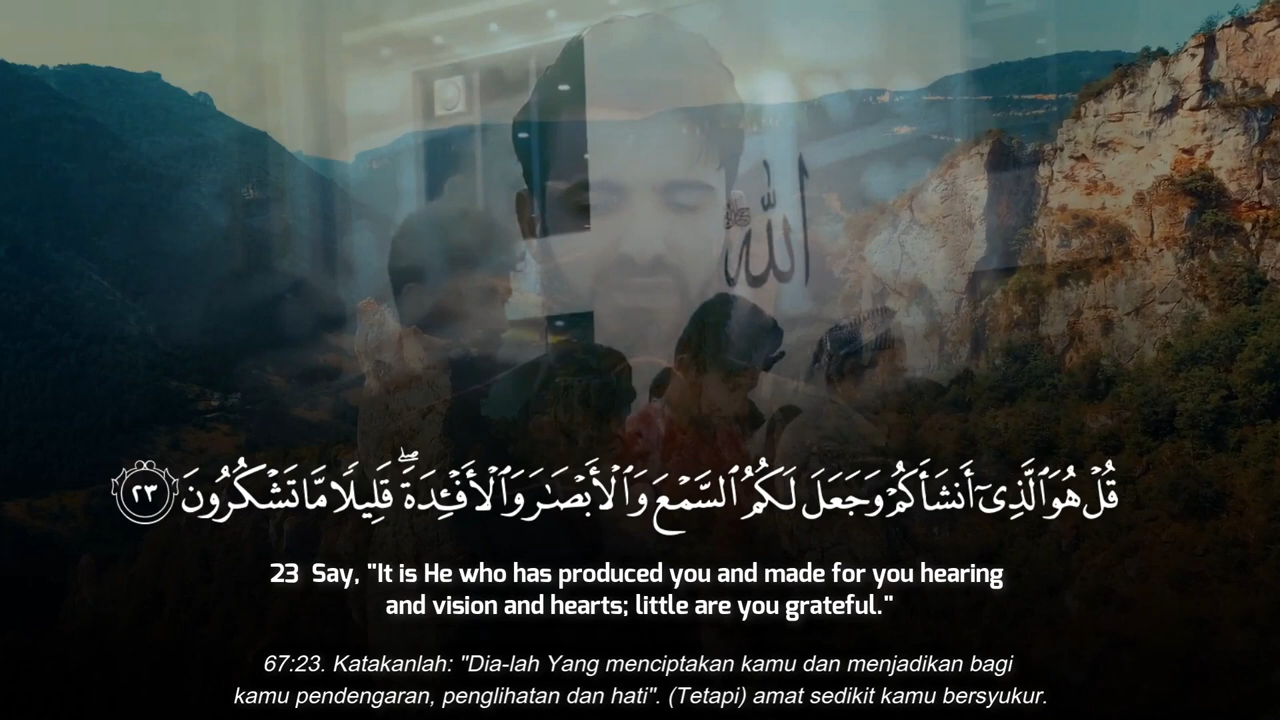 الله
قُلْ هُوَ ٱلَّذِىٓ أَنشَأَكُمْ وَجَعَلَ لَكُمُ ٱلسَّمْعَ وَٱلْأَبْصَٰرَ وَٱلْأَفْـِٔدَةَ ۖ قَلِيلًا مَّا تَشْكُرُونَ ٢٣
23 Say, "It is He who has produced you and made for you hearing
and vision and hearts; little are you grateful."
67:23. Katakanlah: "Dia-lah Yang menciptakan kamu dan menjadikan bagi
kamu pendengaran, penglihatan dan hati". (Tetapi) amat sedikit kamu bersyukur.